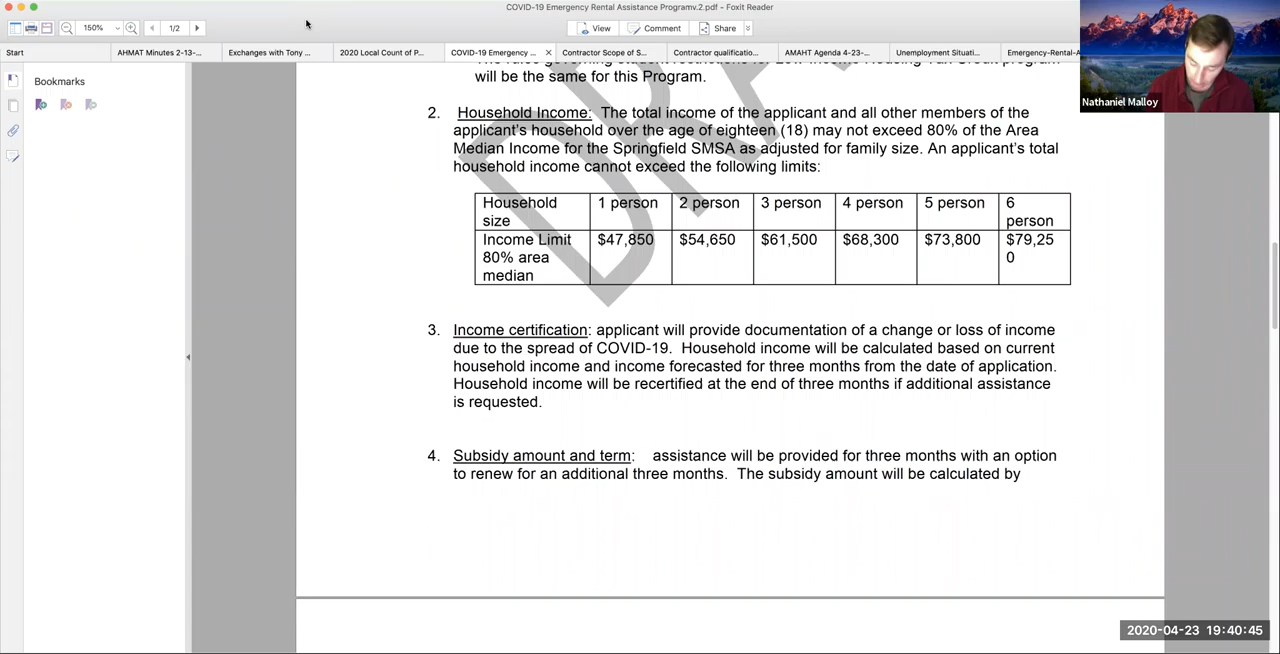 COVID-19 Emergency Rental Assistance Programv.2.pdf - Foxit Reader
150%
1/2
View
Comment
Share
Start
AHMAT Minutes 2-13-...
Exchanges with Tony ...
2020 Local Count of P...
COVID-19 Emergency ...
Contractor Scope of S...
Contractor qualificatio...
AMAHT Agenda 4-23-...
Unemployment Situati...
Emergency-Rental-A
Nathaniel Malloy
Bookmarks
will be the same for this Program.
2. Household Income: The total income of the applicant and all other members of the
applicant's household over the age of eighteen (18) may not exceed 80% of the Area
Median Income for the Springfield SMSA as adjusted for family size. An applicant's total
household income cannot exceed the following limits:
Household size 1 person 2 person 3 person 4 person 5 person 6 person
Income Limit 80% area median $47,850 $54,650 $61,500 $68,300 $73,800 $79,250
3. Income certification: applicant will provide documentation of a change or loss of income
due to the spread of COVID-19. Household income will be calculated based on current
household income and income forecasted for three months from the date of application.
Household income will be recertified at the end of three months if additional assistance
is requested.
4. Subsidy amount and term: assistance will be provided for three months with an option
to renew for an additional three months. The subsidy amount will be calculated by
2020-04-23 19:40:45